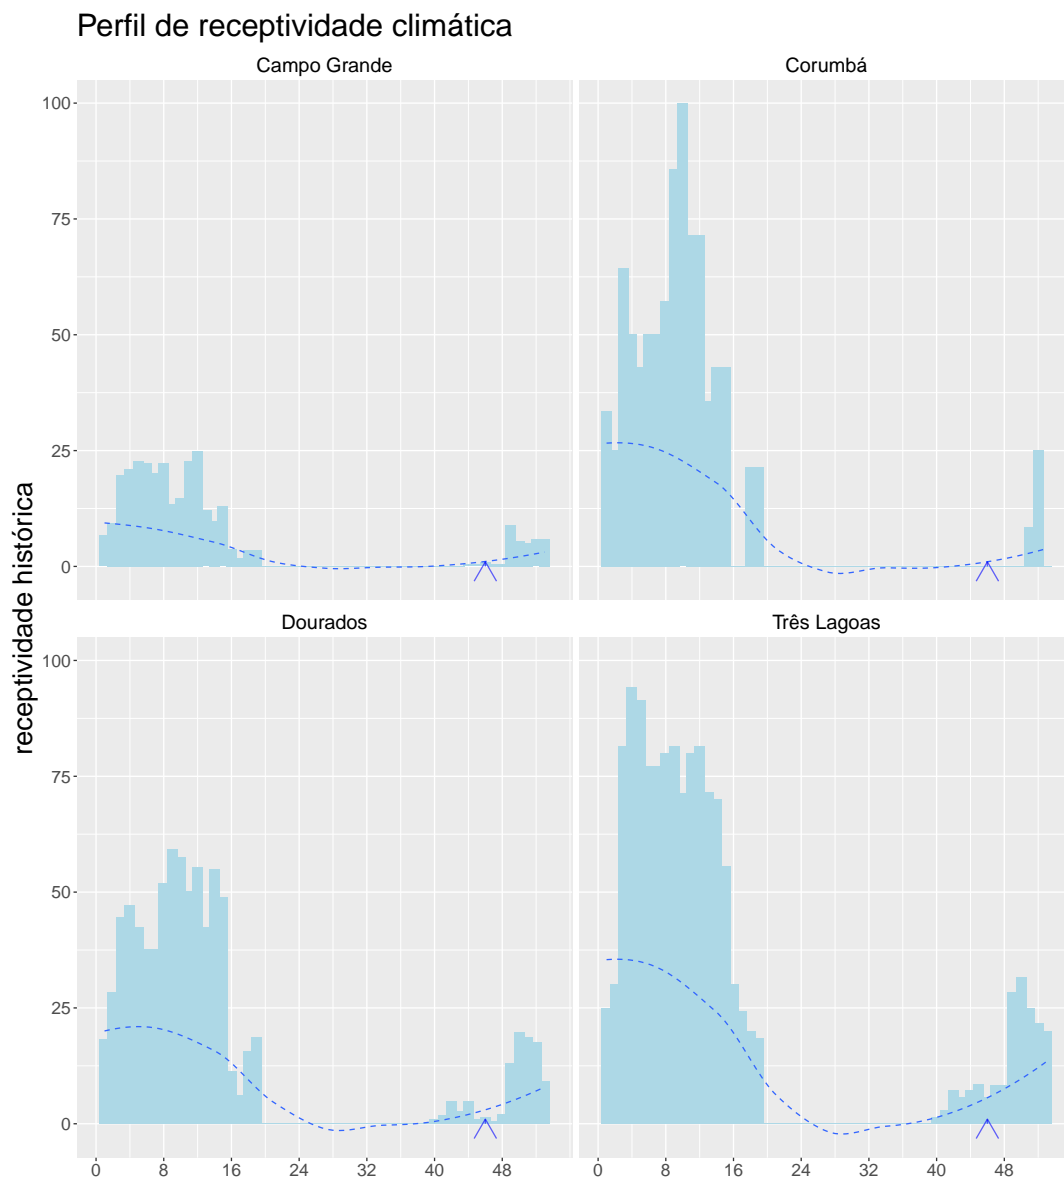 Perfil de receptividade climática
Campo Grande
Corumbá
100
75
50
25
0
Dourados
Três Lagoas
100
75
50
25
0
receptividade histórica
0 8 16 24 32 40 48
0 8 16 24 32 40 48